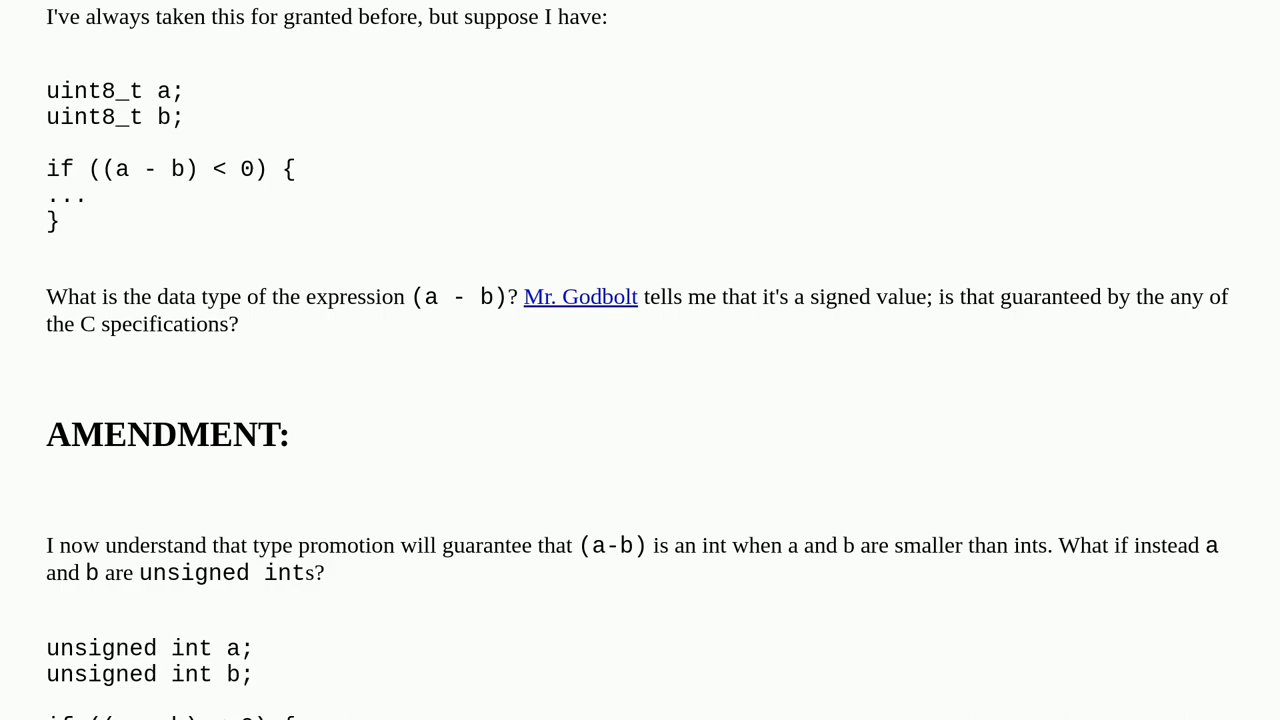 I've always taken this for granted before, but suppose I have:
uint8_t a;
uint8_t b;
if ((a - b) < 0) {
...
}
What is the data type of the expression (a - b)? Mr. Godbolt tells me that it's a signed value; is that guaranteed by the any of
the C specifications?
AMENDMENT:
I now understand that type promotion will guarantee that (a-b) is an int when a and b are smaller than ints. What if instead a
and b are unsigned ints?
unsigned int a;
unsigned int b;
if ((a - b) < 0) {